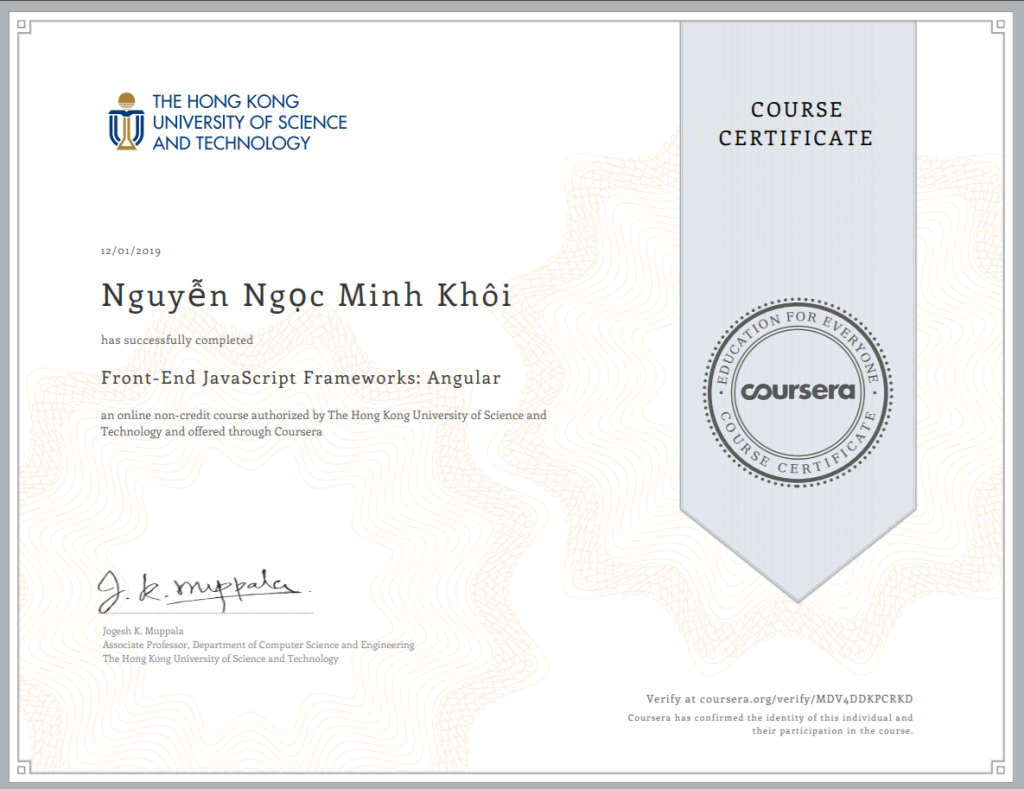 THE HONG KONG
UNIVERSITY OF SCIENCE
AND TECHNOLOGY
COURSE
CERTIFICATE
12/01/2019
Nguyễn Ngọc Minh Khôi
has successfully completed
Front-End JavaScript Frameworks: Angular
an online non-credit course authorized by The Hong Kong University of Science and
Technology and offered through Coursera
EDUCATION FOR EVERYONE
coursera
COURSE CERTIFICATE
J. K. Muppala
Jogesh K. Muppala
Associate Professor, Department of Computer Science and Engineering
The Hong Kong University of Science and Technology
Verify at coursera.org/verify/MDV4DDKPCRKD
Coursera has confirmed the identity of this individual and
their participation in the course.